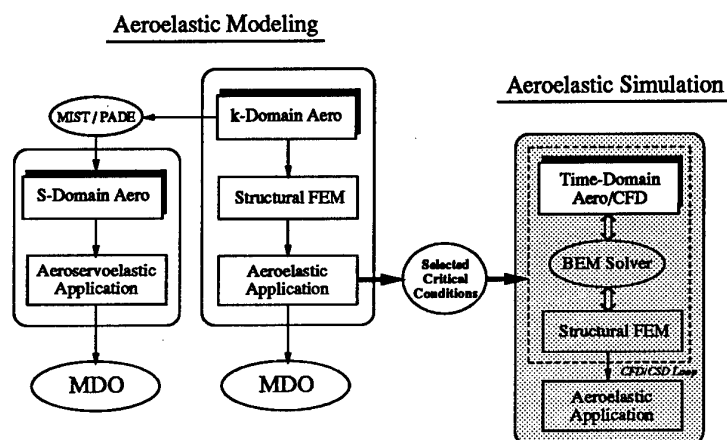 Aeroelastic Modeling
Aeroelastic Simulation
MIST / PADE
k-Domain Aero
S-Domain Aero
Structural FEM
Aeroservoelastic
Application
Aeroelastic
Application
MDO
MDO
Selected
Critical
Conditions
Time-Domain
Aero/CFD
BEM Solver
Structural FEM
CFD/CSD Loop
Aeroelastic
Application